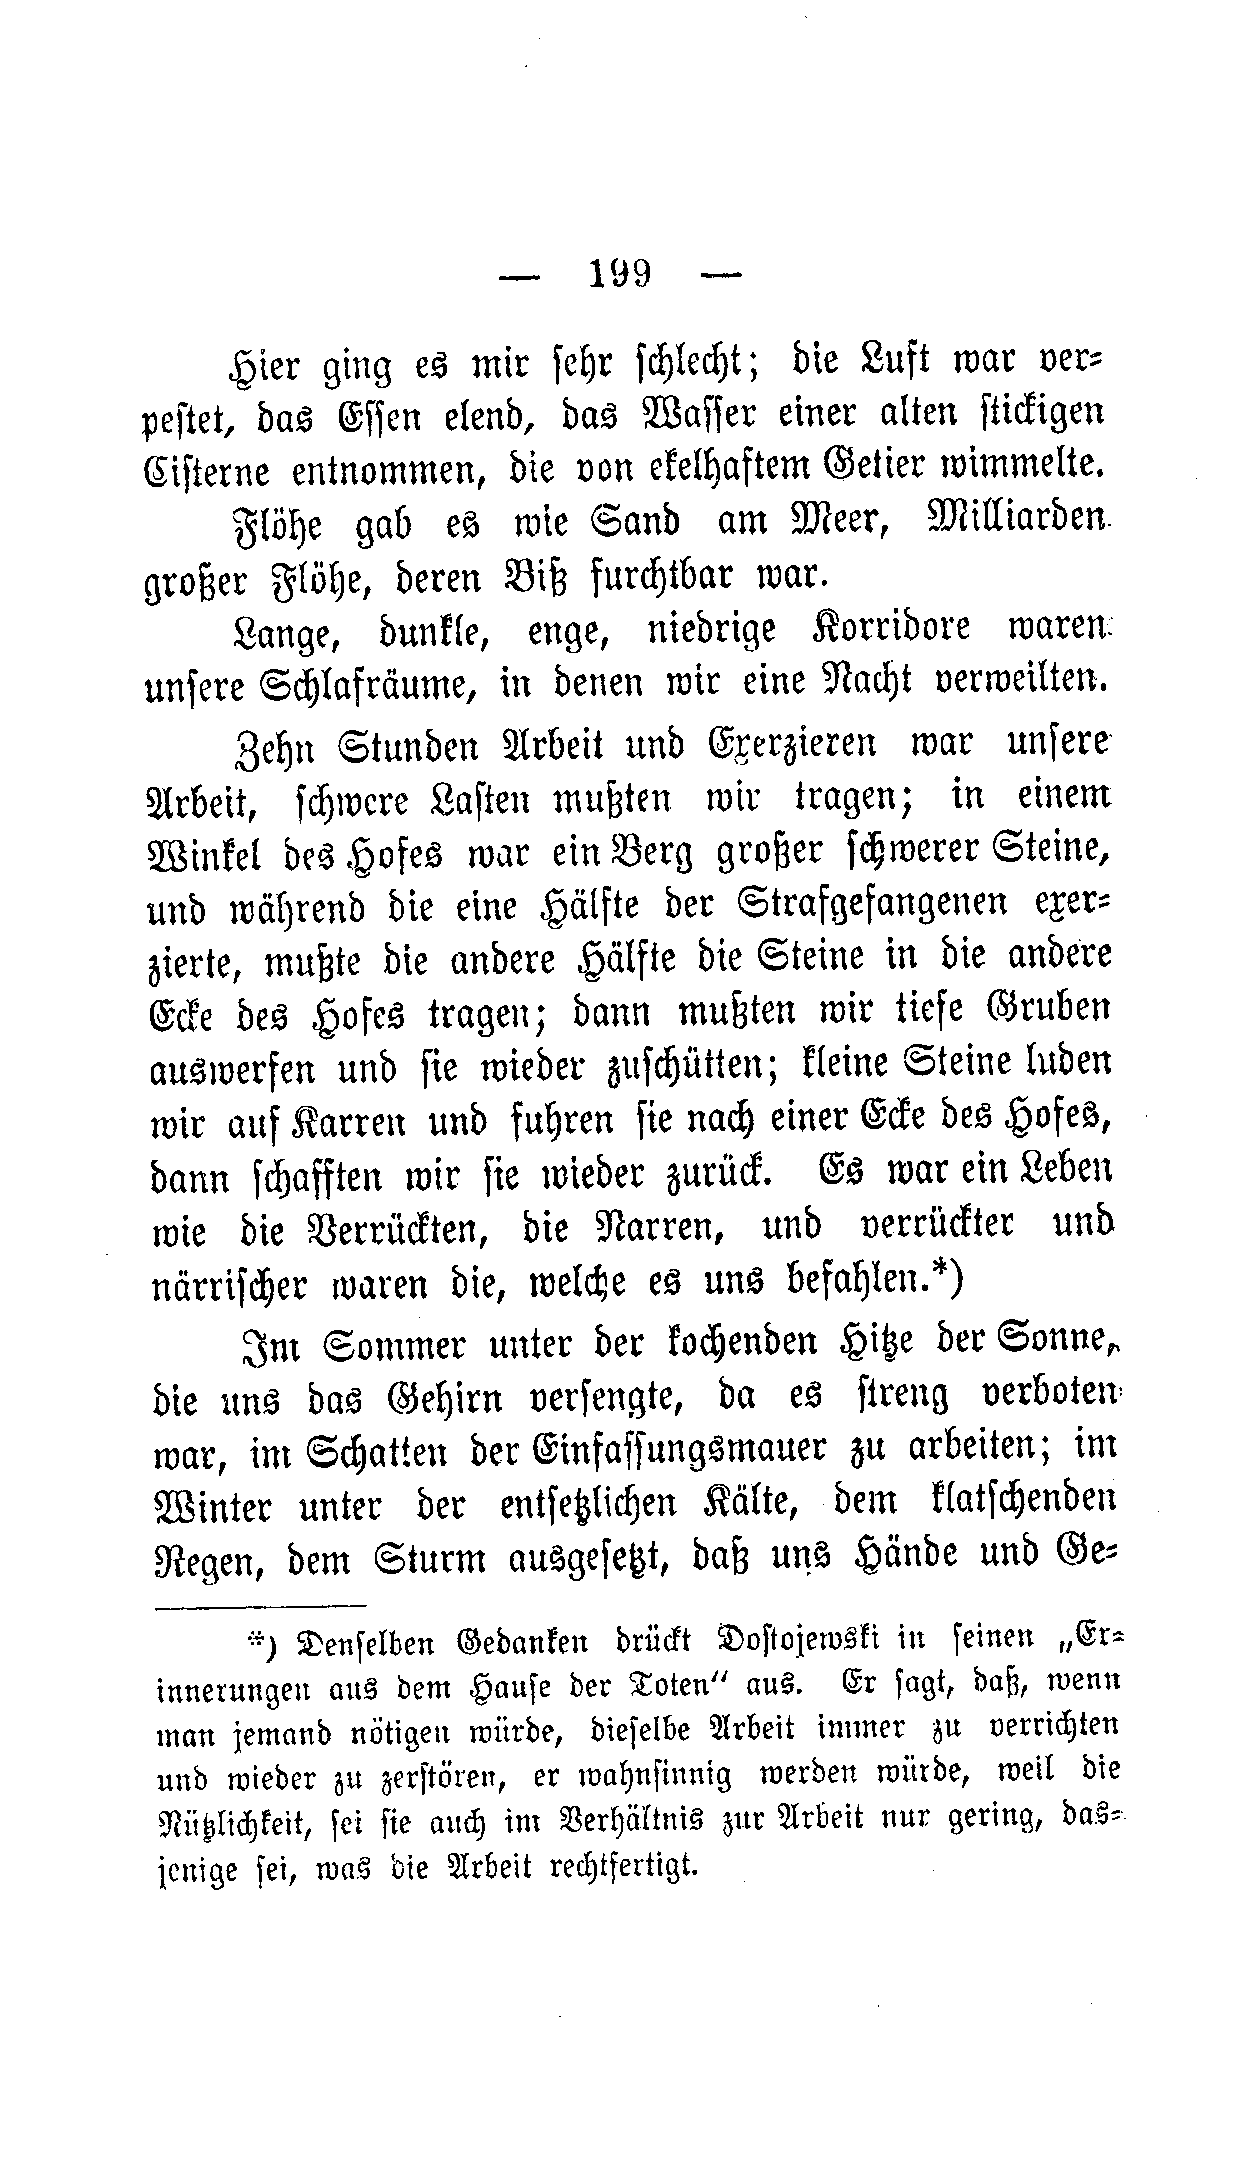 — 199 —
Hier ging es mir sehr schlecht; die Luft war ver-
pestet, das Essen elend, das Wasser einer alten stickigen
Cisterne entnommen, die von ekelhaftem Getier wimmelte.
Flöhe gab es wie Sand am Meer, Milliarden
großer Flöhe, deren Biß furchtbar war.
Lange, dunkle, enge, niedrige Korridore waren
unsere Schlafräume, in denen wir eine Nacht verweilten.
Zehn Stunden Arbeit und Exerzieren war unsere
Arbeit, schwere Lasten mußten wir tragen; in einem
Winkel des Hofes war ein Berg großer schwerer Steine,
und während die eine Hälfte der Strafgefangenen exer-
zierte, mußte die andere Hälfte die Steine in die andere
Ecke des Hofes tragen; dann mußten wir tiefe Gruben
auswerfen und sie wieder zuschütten; kleine Steine luden
wir auf Karren und fuhren sie nach einer Ecke des Hofes,
dann schafften wir sie wieder zurück. Es war ein Leben
wie die Verrückten, die Narren, und verrückter und
närrischer waren die, welche es uns befahlen.*)
Im Sommer unter der kochenden Hitze der Sonne,
die uns das Gehirn versengte, da es streng verboten
war, im Schatten der Einfassungsmauer zu arbeiten; im
Winter unter der entsetzlichen Kälte, dem klatschenden
Regen, dem Sturm ausgesetzt, daß uns Hände und Ge-
*) Denselben Gedanken drückt Dostojewski in seinen „Er-
innerungen aus dem Hause der Toten“ aus. Er sagt, daß, wenn
man jemand nötigen würde, dieselbe Arbeit immer zu verrichten
und wieder zu zerstören, er wahnsinnig werden würde, weil die
Nützlichkeit, sei sie auch im Verhältnis zur Arbeit nur gering, das-
jenige sei, was die Arbeit rechtfertigt.